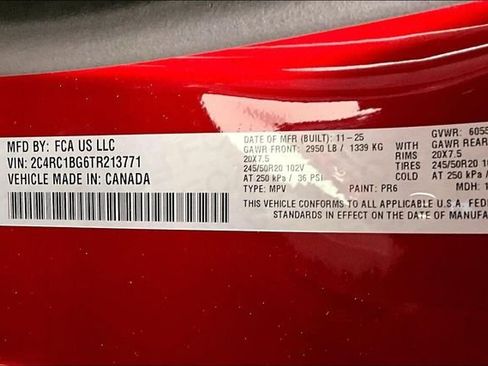 MFD BY: FCA US LLC
VIN: 2C4RC1BG6TR213771
VEHICLE MADE IN: CANADA
DATE OF MFR (BUILT): 11-25 GVWR: 6055
GAWR FRONT: 2950 LB / 1339 KG WITH GAWR REAR
20X7.5 RIMS 20X7.5
245/50R20 102V TIRES 245/50R20
AT 250 kPa / 36 PSI AT 250 kPa
TYPE: MPV PAINT: PR6 MDH: 1
THIS VEHICLE CONFORMS TO ALL APPLICABLE U.S.A. FEDE
STANDARDS IN EFFECT ON THE DATE OF MANUFA